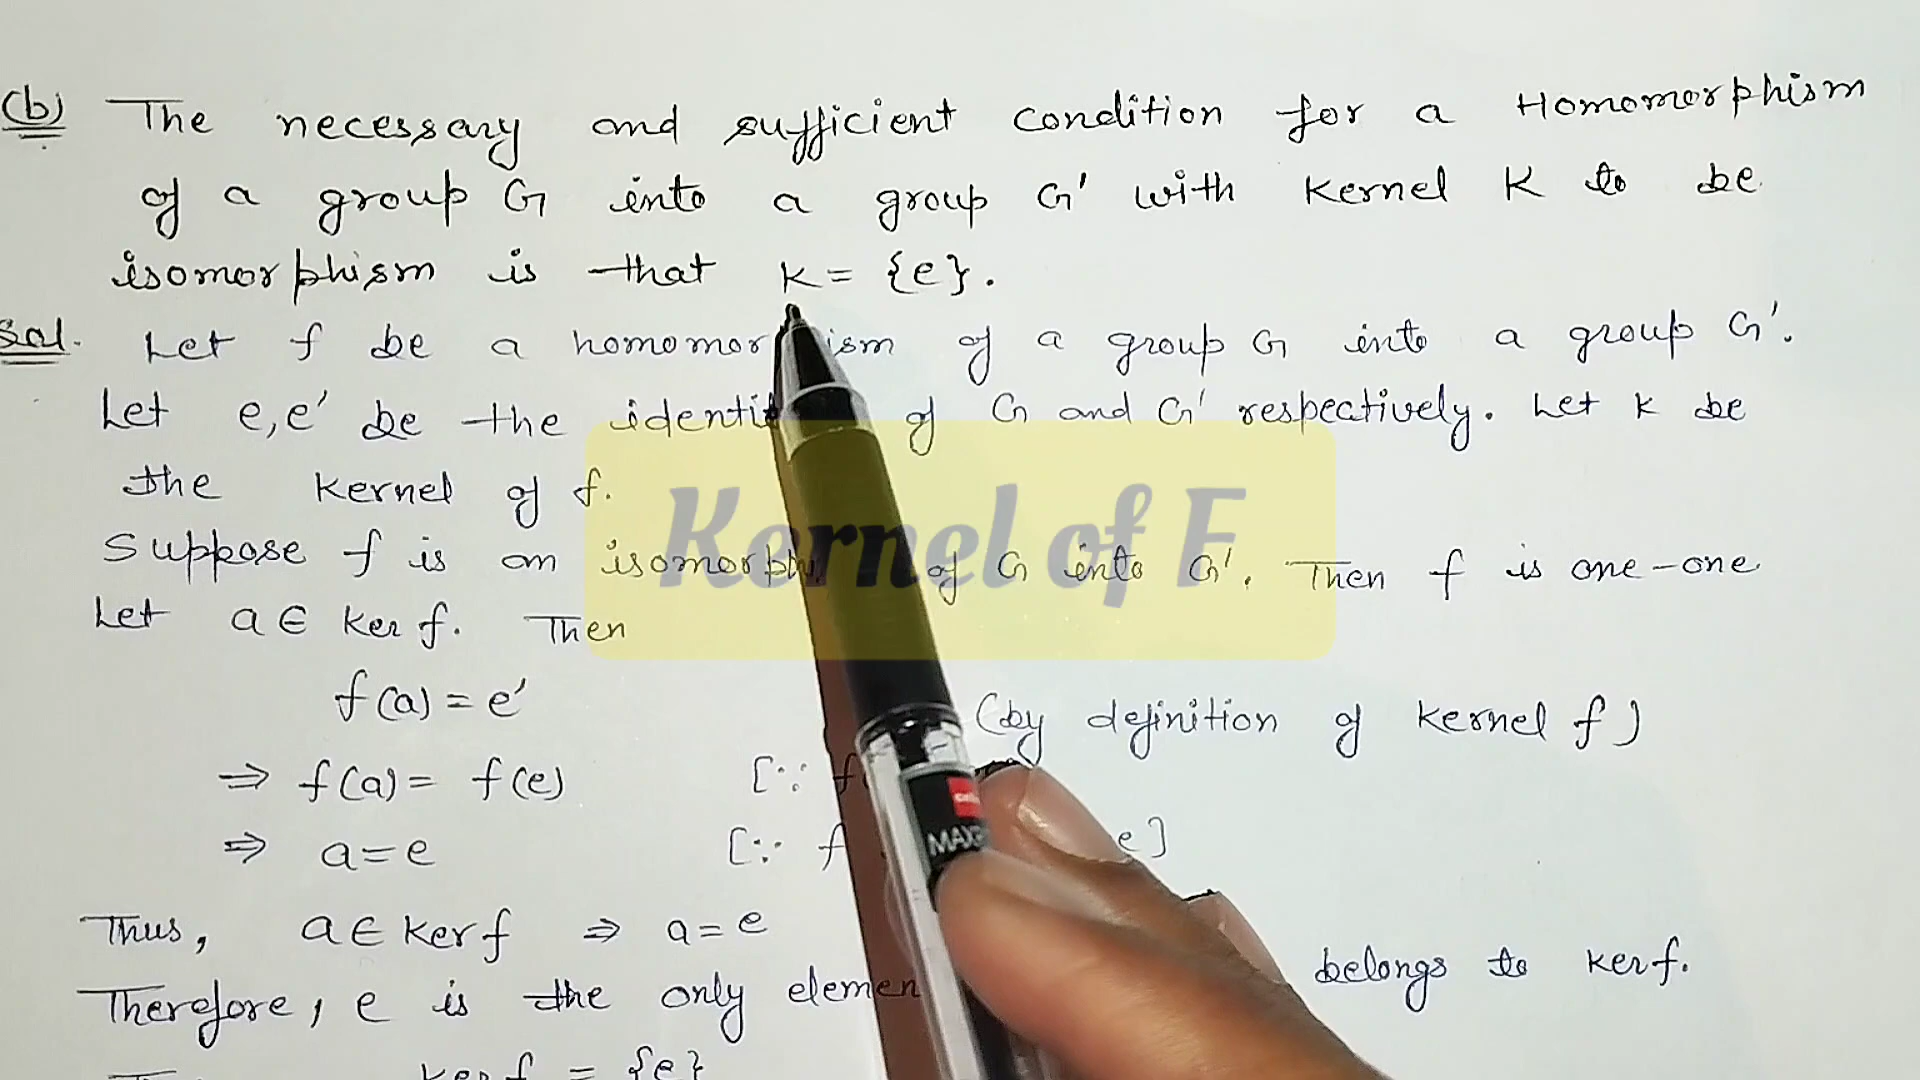 (b) The necessary and sufficient condition for a Homomorphism
of a group G into a group G' with Kernel K to be
isomorphism is that K = {e}.
Sol. Let f be a homomor ism of a group G into a group G'.
Let e, e' be the identi of G and G' respectively. Let K be
the Kernel of f.
Kernel of F
Suppose f is an isomorph of G into G'. Then f is one-one.
Let a ∈ Ker f. Then
f(a) = e' (by definition of Kernel f)
⇒ f(a) = f(e) [∵ f
⇒ a = e [∵ f e]
MAX
Thus, a ∈ Ker f ⇒ a = e
Therefore, e is the only elemen belongs to Ker f.
Ker f = {e}